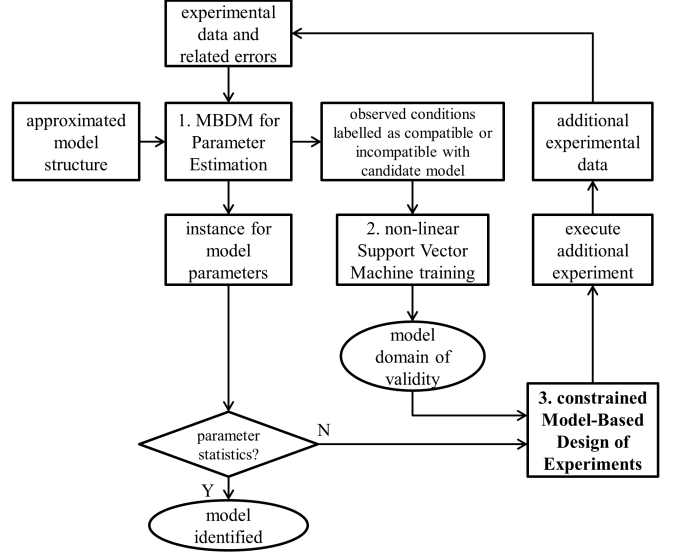 experimental
data and
related errors
approximated
model
structure
1. MBDM for
Parameter
Estimation
observed conditions
labelled as compatible or
incompatible with
candidate model
additional
experimental
data
instance for
model
parameters
2. non-linear
Support Vector
Machine training
execute
additional
experiment
model
domain of
validity
3. constrained
Model-Based
Design of
Experiments
parameter
statistics?
N
Y
model
identified